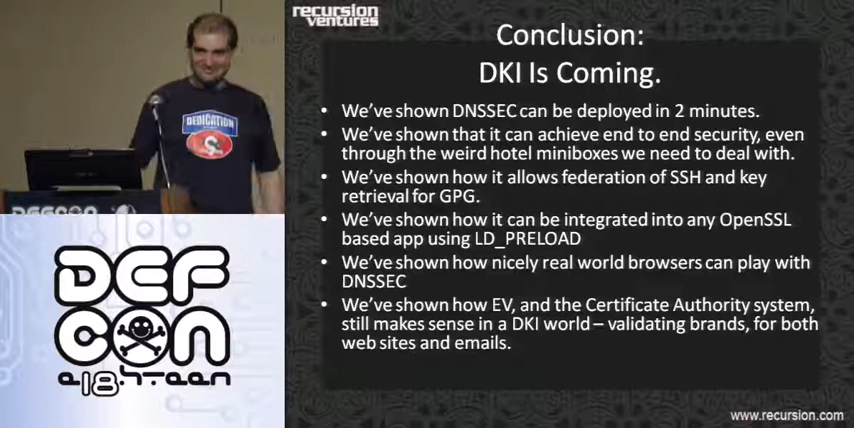 recursion
ventures
Conclusion:
DKI Is Coming.
• We've shown DNSSEC can be deployed in 2 minutes.
• We've shown that it can achieve end to end security, even
through the weird hotel miniboxes we need to deal with.
• We've shown how it allows federation of SSH and key
retrieval for GPG.
• We've shown how it can be integrated into any OpenSSL
based app using LD_PRELOAD
• We've shown how nicely real world browsers can play with
DNSSEC
• We've shown how EV, and the Certificate Authority system,
still makes sense in a DKI world – validating brands, for both
web sites and emails.
www.recursion.com
DEDICATION
DEFCON
DEF
CON
e18.hteen